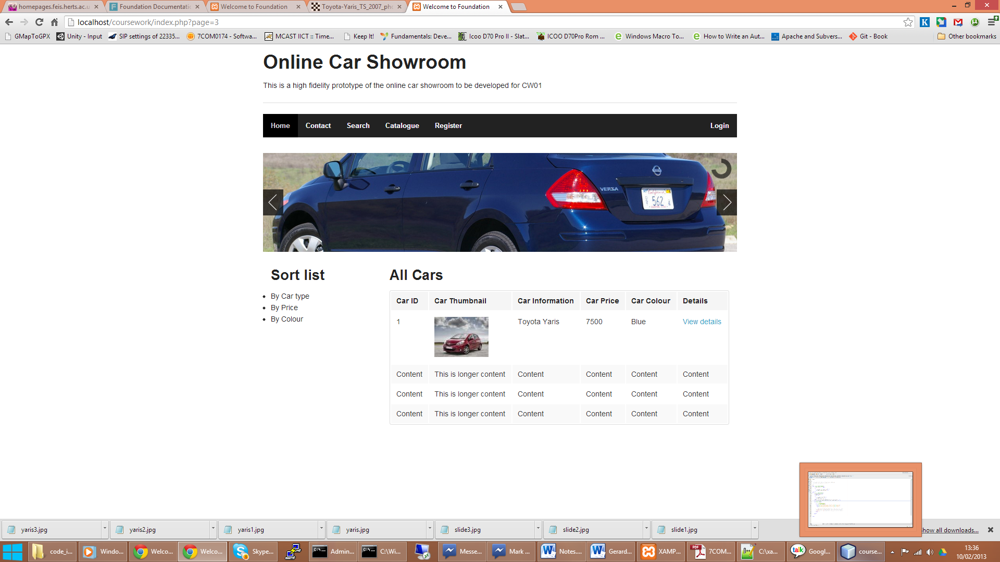 homepages.feis.herts.ac.u
Foundation Documentati
Welcome to Foundation
Toyota-Yaris_TS_2007_pho
Welcome to Foundation
localhost/coursework/index.php?page=3
GMapToGPX
Unity - Input
SIP settings of 22335...
7COM0174 - Softwa...
MCAST IICT :: Time...
Keep It!
Fundamentals: Deve...
Icoo D70 Pro II - Slat...
ICOO D70Pro Rom ...
Windows Macro To...
How to Write an Aut...
Apache and Subvers...
Git - Book
Other bookmarks
Online Car Showroom
This is a high fidelity prototype of the online car showroom to be developed for CW01
Home Contact Search Catalogue Register Login
VERSA
California
562
Sort list
By Car type
By Price
By Colour
All Cars
Car ID Car Thumbnail Car Information Car Price Car Colour Details
1 Toyota Yaris 7500 Blue View details
Content This is longer content Content Content Content Content
Content This is longer content Content Content Content Content
Content This is longer content Content Content Content Content
yaris3.jpg
yaris2.jpg
yaris1.jpg
yaris.jpg
slide3.jpg
slide2.jpg
slide1.jpg
Show all downloads...
code_i...
Windo...
Welco...
Welco...
Skype...
Admin...
C:\Wi...
Messe...
Mark ...
Notes....
Gerard...
XAMP...
7COM...
C:\xa...
Googl...
course...
13:36
10/02/2013